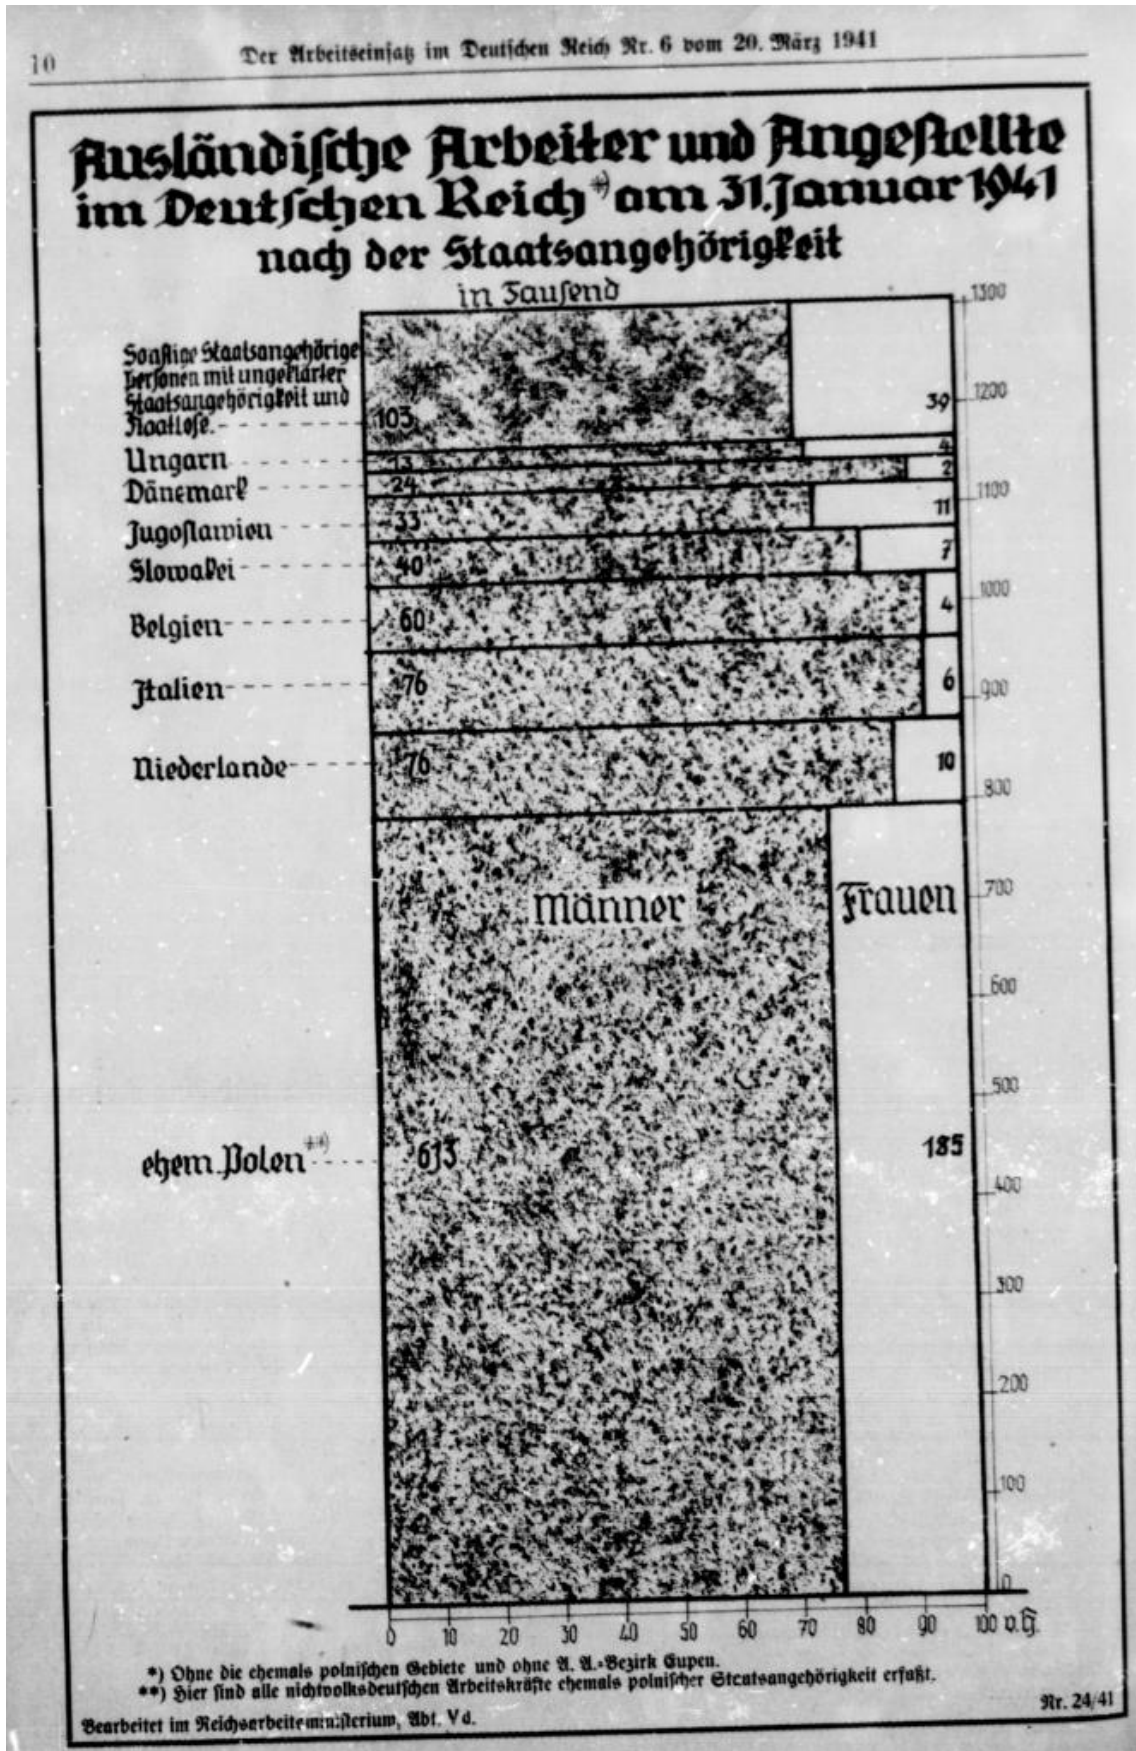 10
Der Arbeitseinsatz im Deutschen Reich Nr. 6 vom 20. März 1941
Ausländische Arbeiter und Angestellte
im Deutschen Reich *) am 31. Januar 1941
nach der Staatsangehörigkeit
in Tausend
1300
Sonstige Staatsangehörige
Personen mit ungeklärter
Staatsangehörigkeit und
Staatlose. 103 39 1200
Ungarn 13 4
Dänemark 24 2
1100
Jugoslawien 33 11
Slowakei 40 7
1000
Belgien 60 4
Italien 76 6 900
Niederlande 76 10
800
Männer Frauen 700
600
500
ehem. Polen **) 613 185
400
300
200
100
0
0 10 20 30 40 50 60 70 80 90 100 v.H.
*) Ohne die ehemals polnischen Gebiete und ohne A. A.=Bezirk Eupen.
**) Hier sind alle nichtvolksdeutschen Arbeitskräfte ehemals polnischer Staatsangehörigkeit erfaßt.
Bearbeitet im Reichsarbeitsministerium, Abt. V d.
Nr. 24/41